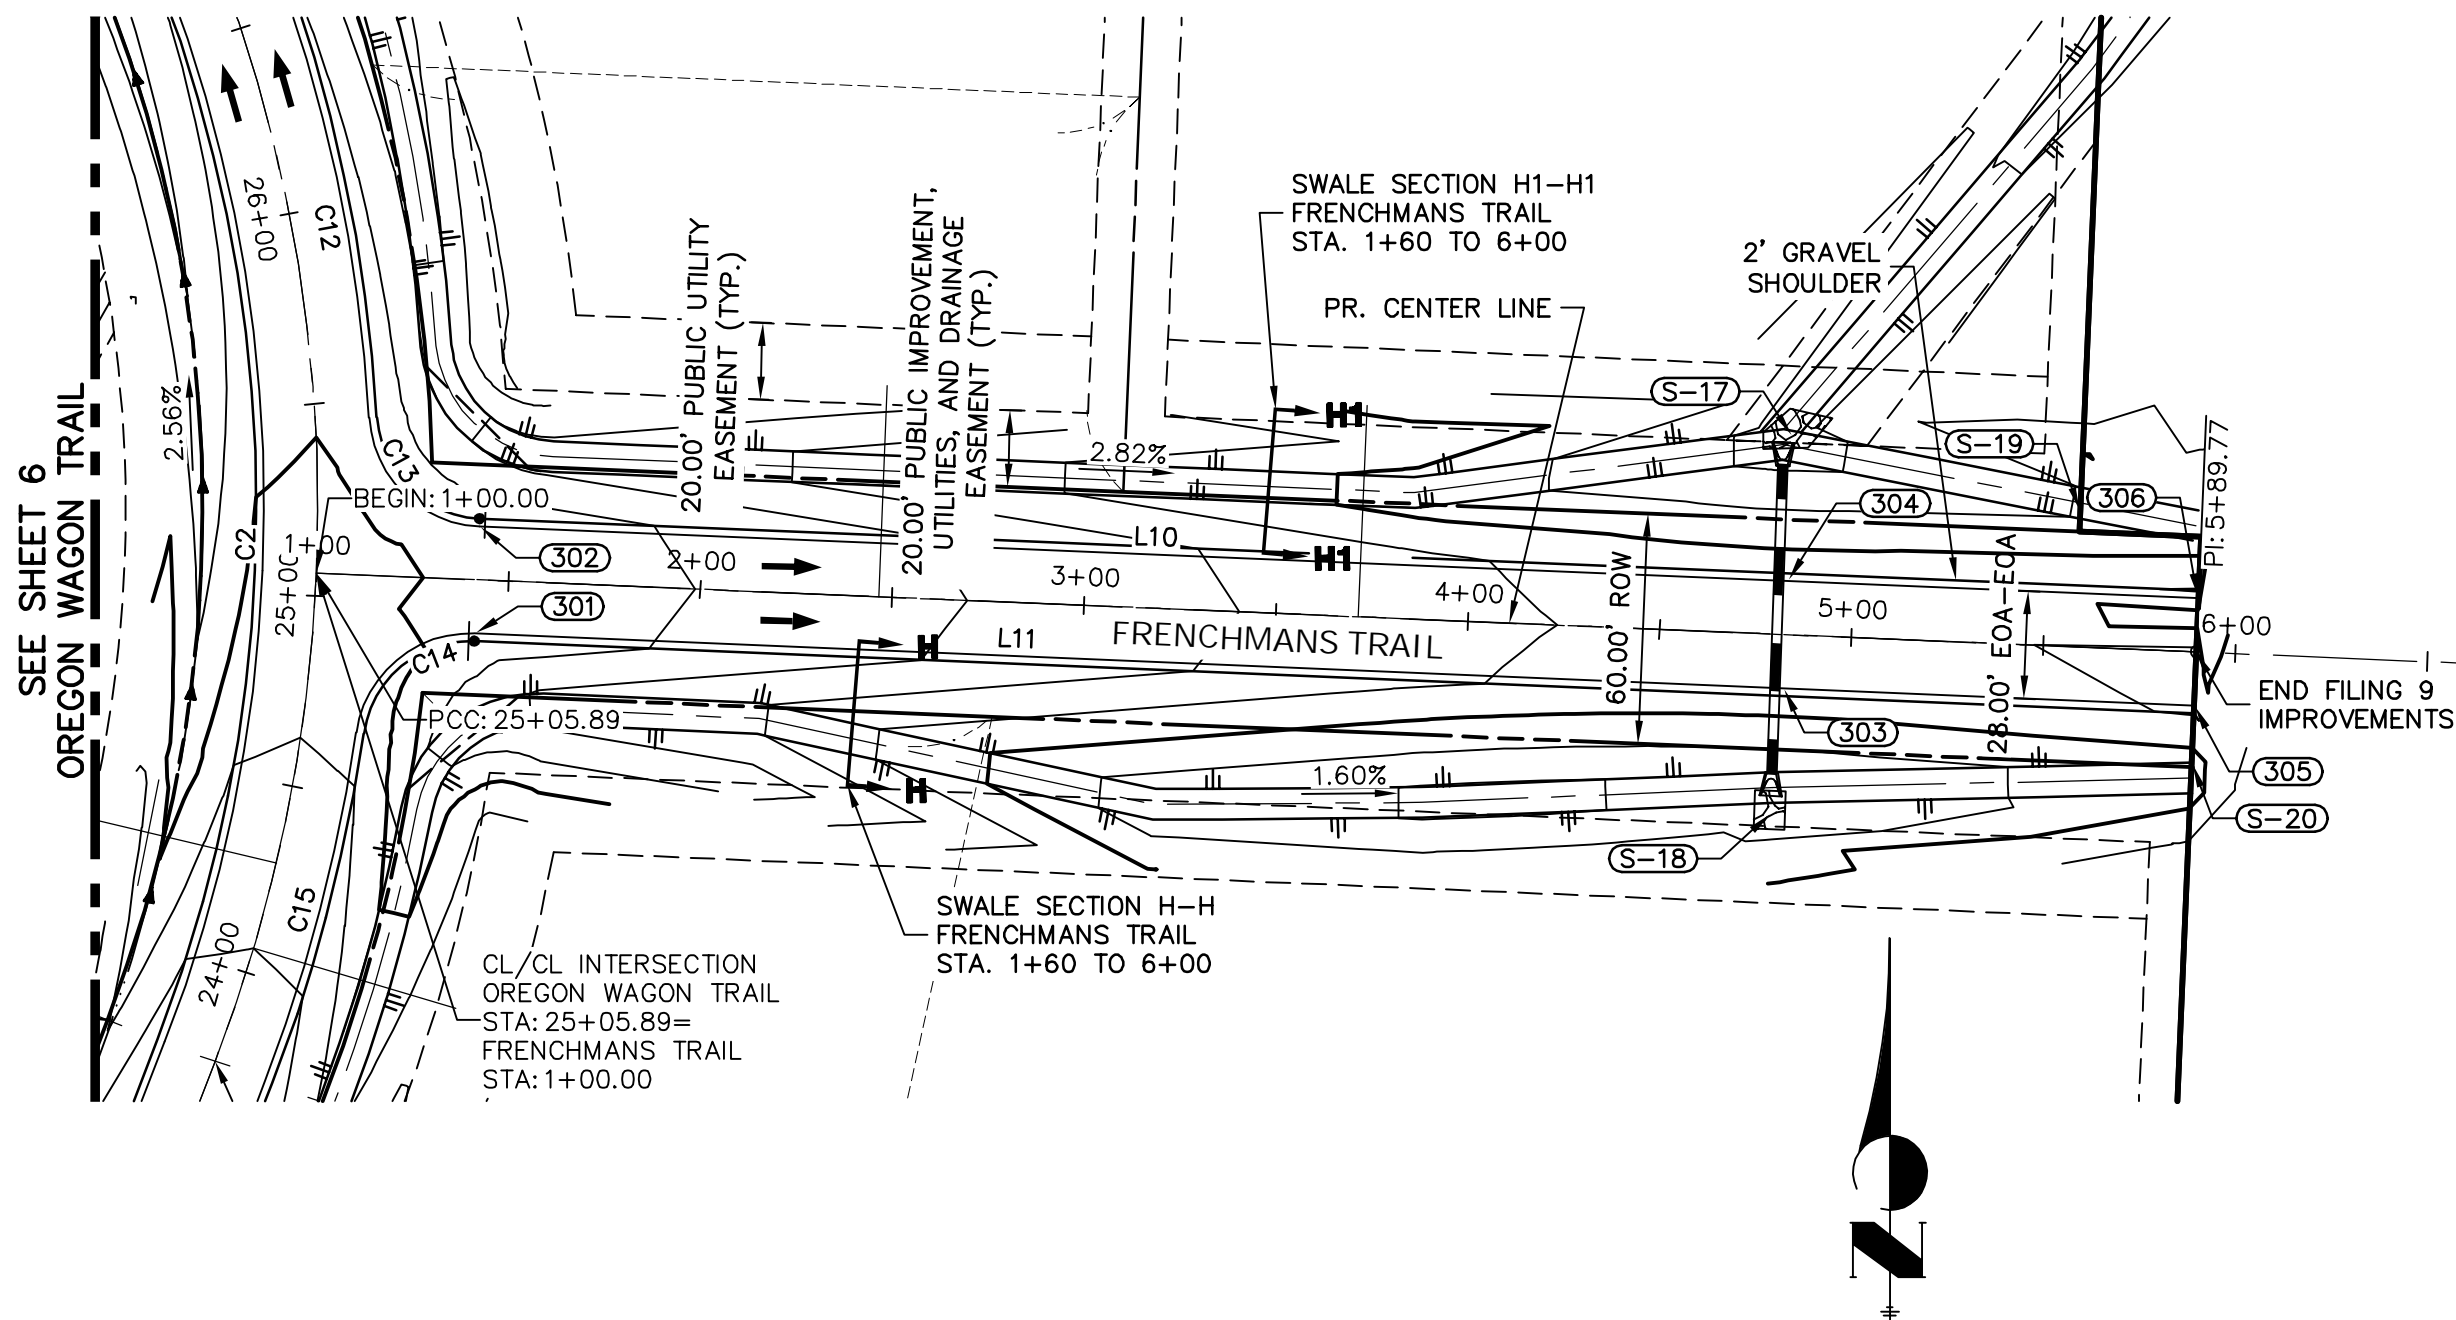 SEE SHEET 6
OREGON WAGON TRAIL
26+00
C12
2.56%
C2
25+00
1+00
C13
BEGIN: 1+00.00
302
301
C14
PCC: 25+05.89
C15
24+00
CL/CL INTERSECTION
OREGON WAGON TRAIL
STA: 25+05.89=
FRENCHMANS TRAIL
STA: 1+00.00
20.00' PUBLIC UTILITY
EASEMENT (TYP.)
20.00' PUBLIC IMPROVEMENT,
UTILITIES, AND DRAINAGE
EASEMENT (TYP.)
2+00
SWALE SECTION H1-H1
FRENCHMANS TRAIL
STA. 1+60 TO 6+00
PR. CENTER LINE
2' GRAVEL
SHOULDER
H1
2.82%
H1
L10
3+00
4+00
5+00
6+00
L11
FRENCHMANS TRAIL
H
H
1.60%
SWALE SECTION H-H
FRENCHMANS TRAIL
STA. 1+60 TO 6+00
60.00' ROW
28.00' EOA-EOA
S-17
S-19
304
306
PI: 5+89.77
303
S-18
END FILING 9
IMPROVEMENTS
305
S-20
N